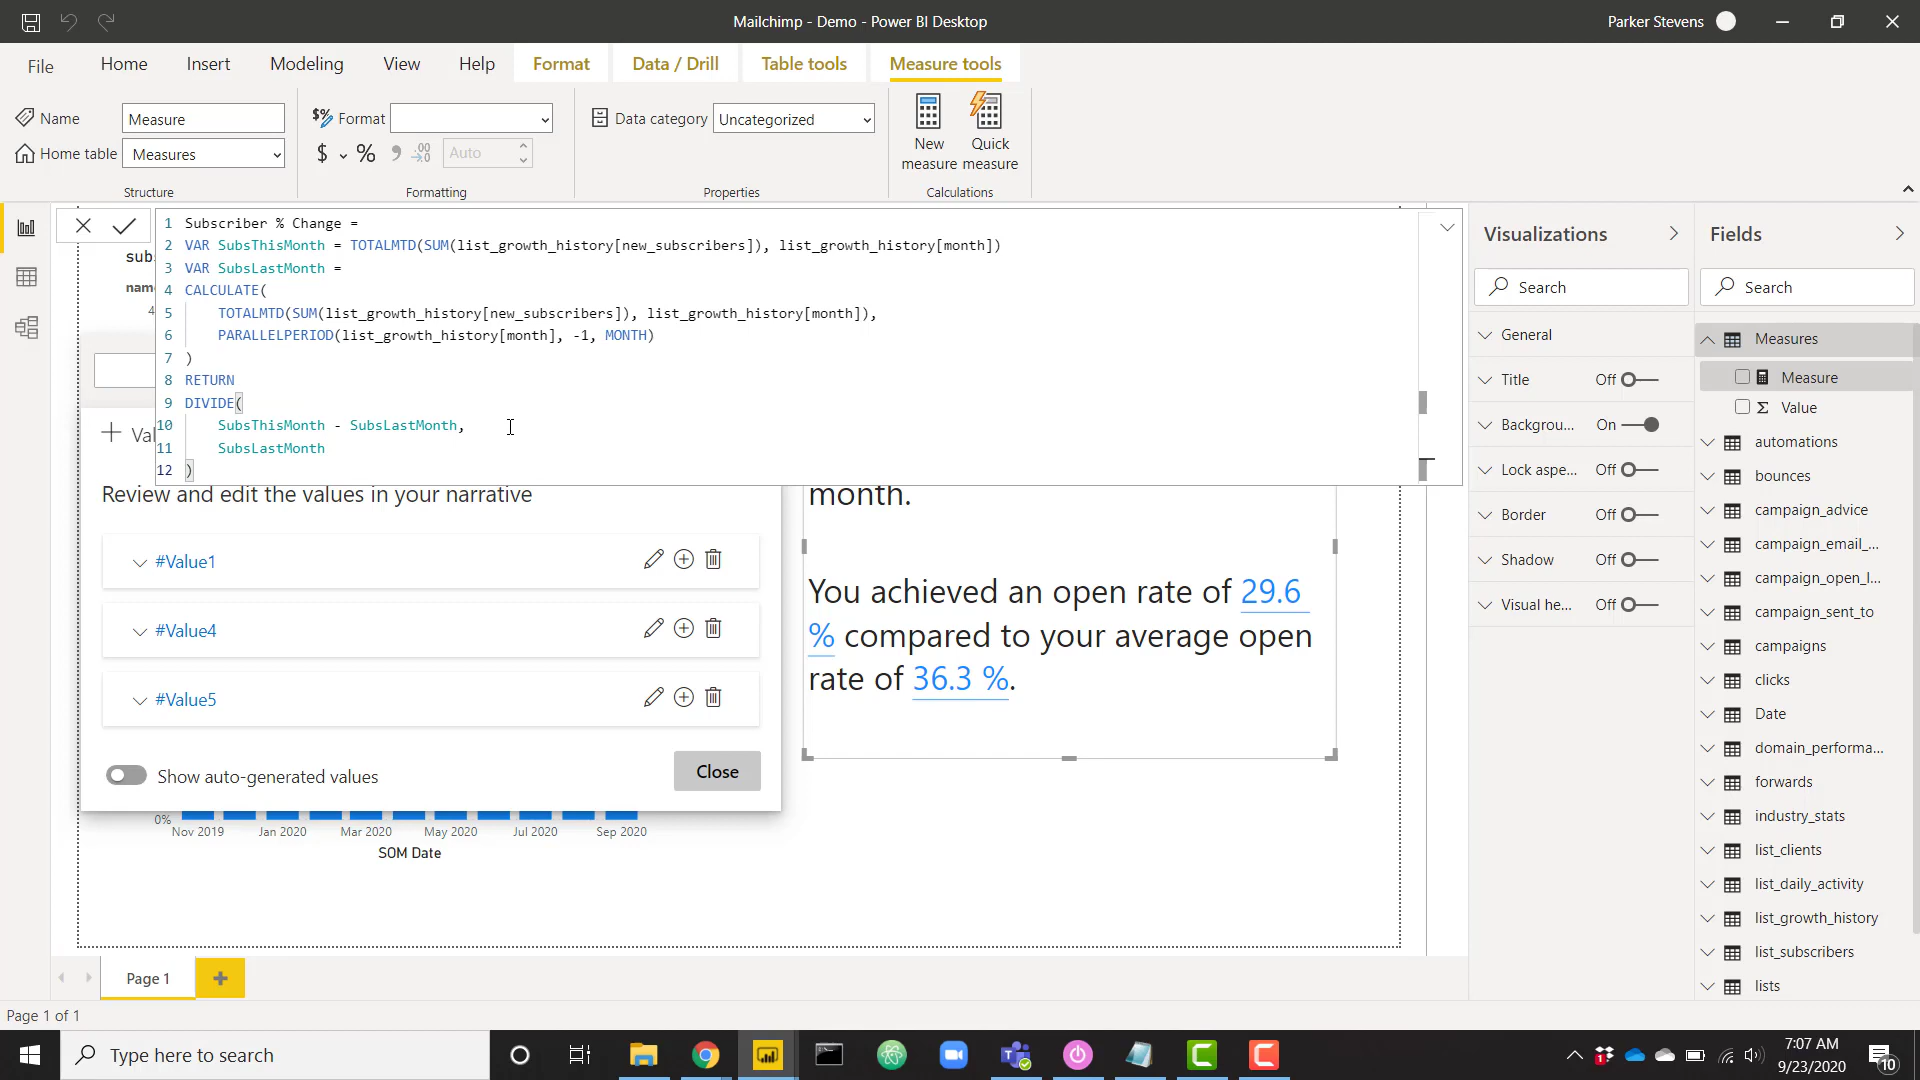 Mailchimp - Demo - Power BI Desktop
Parker Stevens
File Home Insert Modeling View Help Format Data / Drill Table tools Measure tools
Name Measure
Home table Measures
Structure
Format
$ % Auto
Formatting
Data category Uncategorized
Properties
New measure
Quick measure
Calculations
1 Subscriber % Change =
2 VAR SubsThisMonth = TOTALMTD(SUM(list_growth_history[new_subscribers]), list_growth_history[month])
3 VAR SubsLastMonth =
4 CALCULATE(
5 TOTALMTD(SUM(list_growth_history[new_subscribers]), list_growth_history[month]),
6 PARALLELPERIOD(list_growth_history[month], -1, MONTH)
7 )
8 RETURN
9 DIVIDE(
10 SubsThisMonth - SubsLastMonth,
11 SubsLastMonth
12 )
subs
name
4
+ Val
Review and edit the values in your narrative
#Value1
#Value4
#Value5
Show auto-generated values
Close
month.
You achieved an open rate of 29.6
% compared to your average open
rate of 36.3 %.
0%
Nov 2019 Jan 2020 Mar 2020 May 2020 Jul 2020 Sep 2020
SOM Date
Visualizations
Search
General
Title Off
Backgrou... On
Lock aspe... Off
Border Off
Shadow Off
Visual he... Off
Fields
Search
Measures
Measure
Σ Value
automations
bounces
campaign_advice
campaign_email_...
campaign_open_l...
campaign_sent_to
campaigns
clicks
Date
domain_performa...
forwards
industry_stats
list_clients
list_daily_activity
list_growth_history
list_subscribers
lists
Page 1
Page 1 of 1
Type here to search
7:07 AM
9/23/2020
10